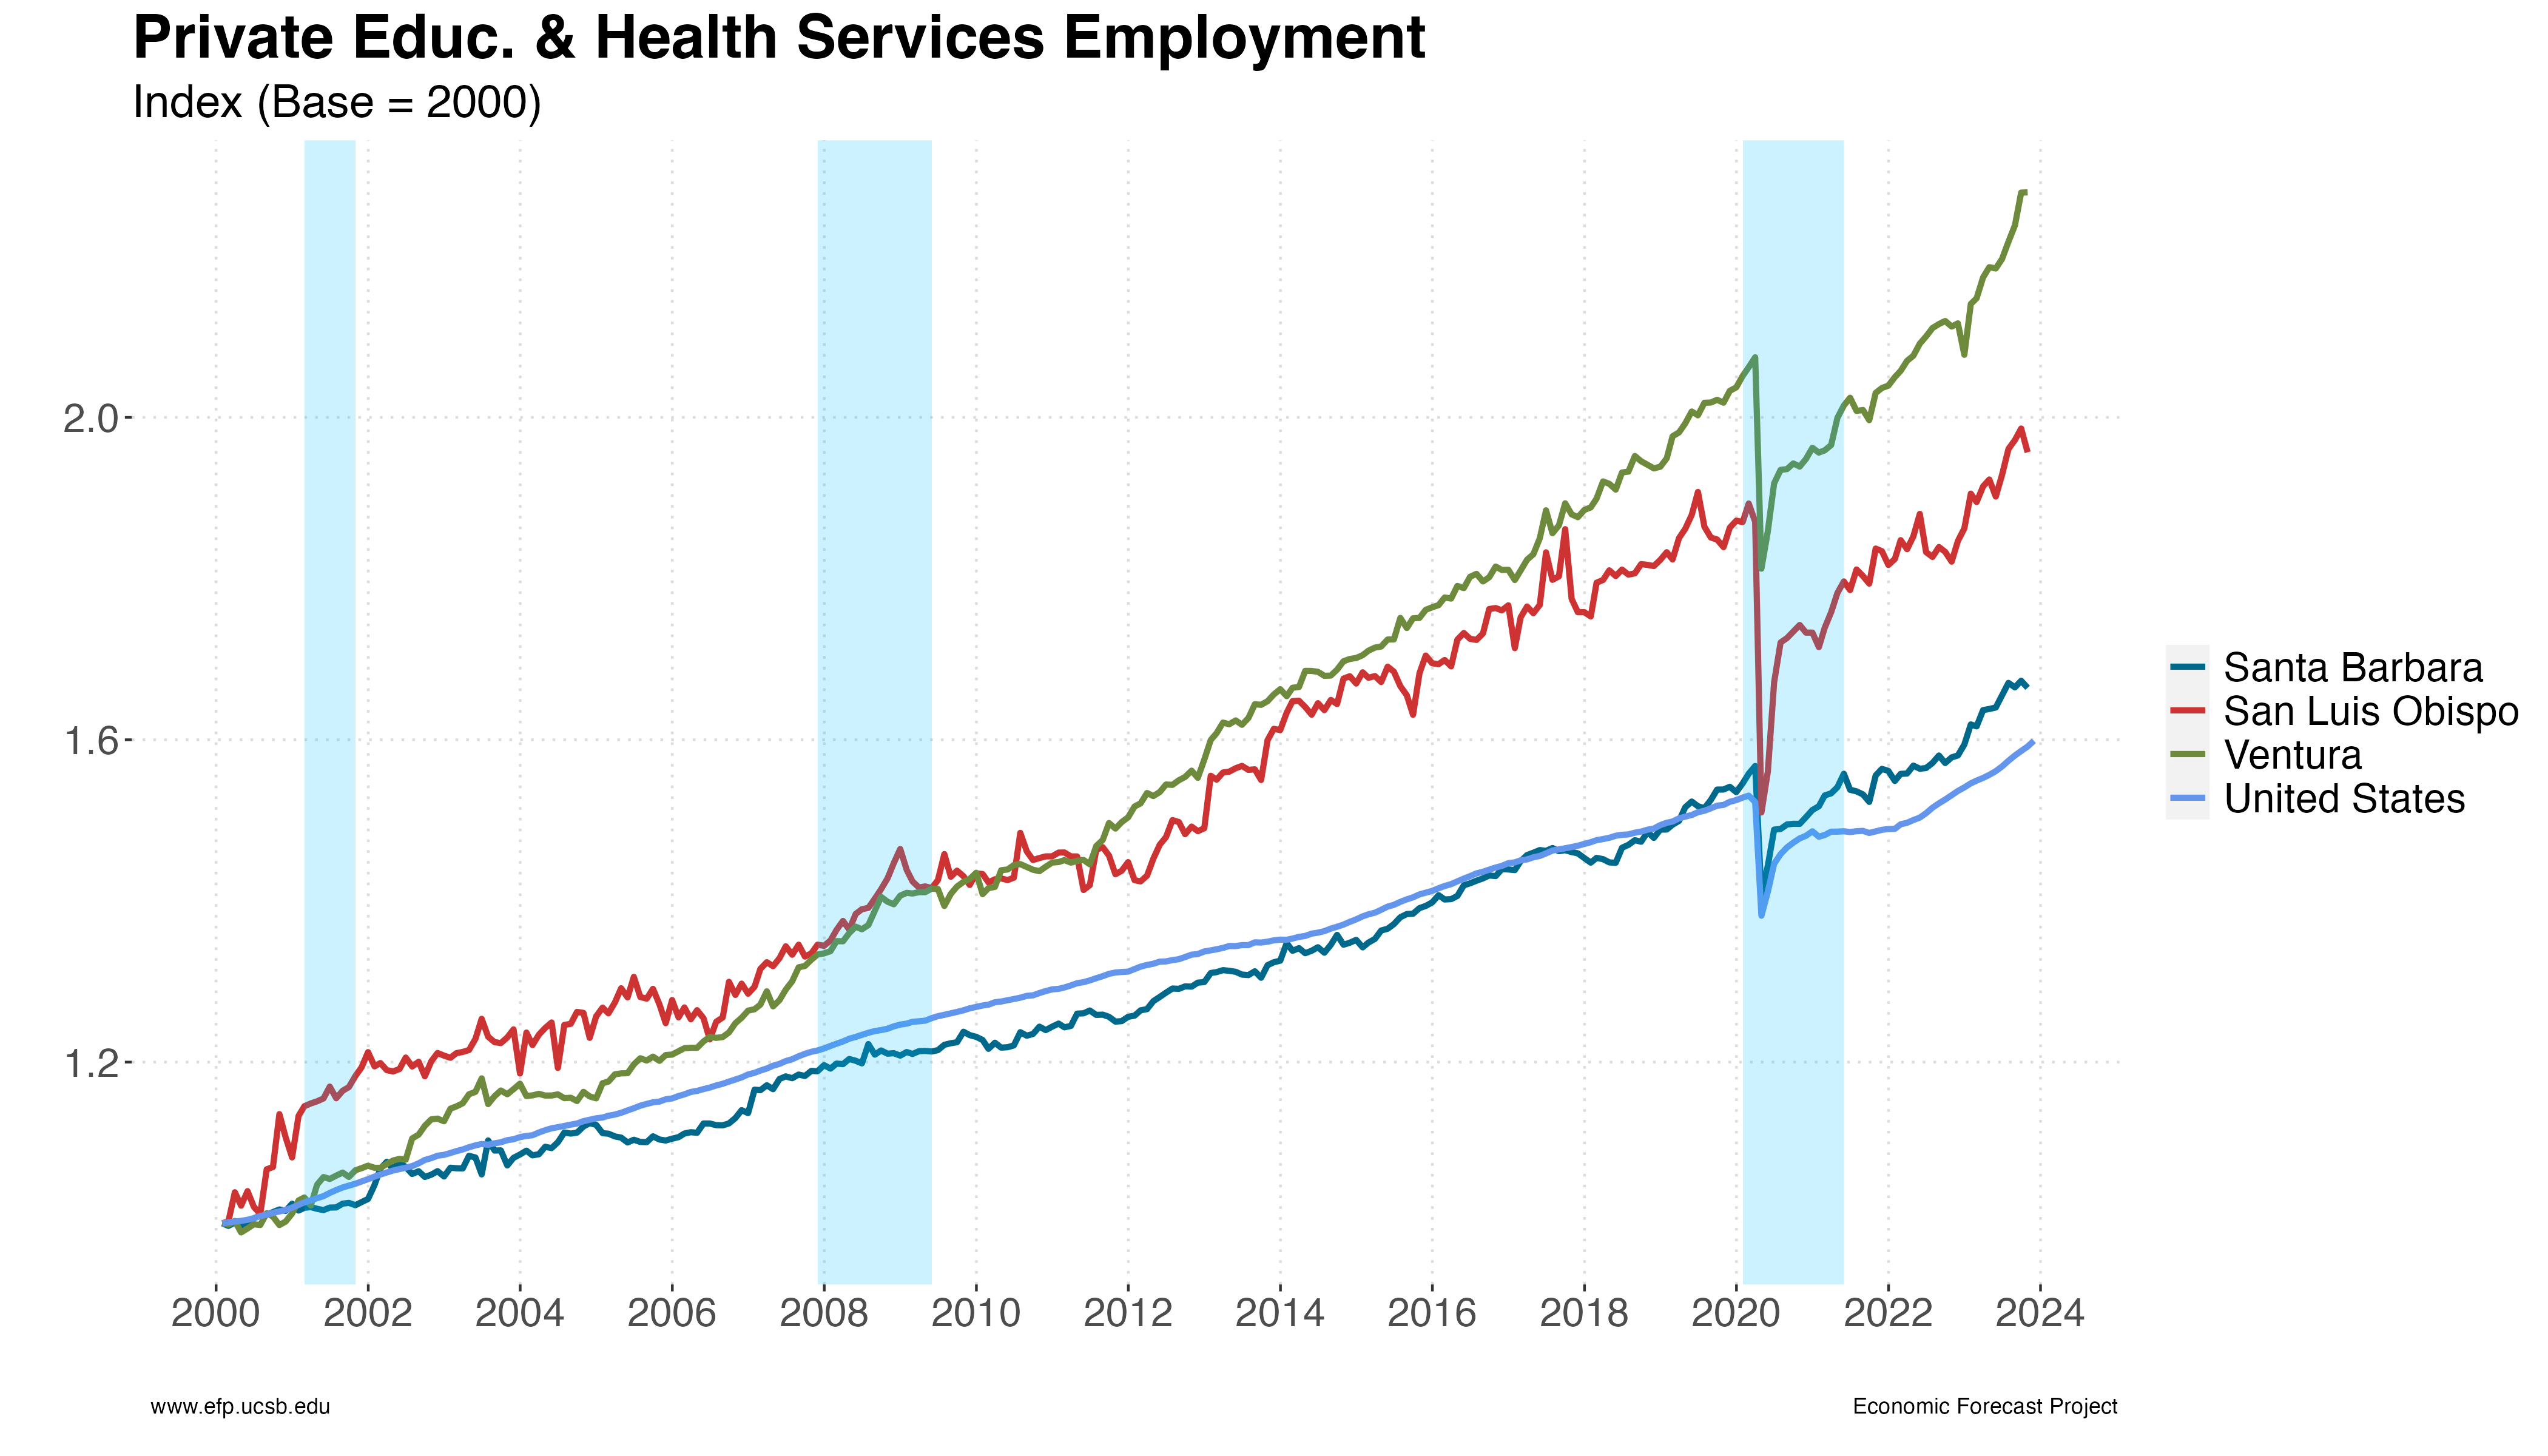 Private Educ. & Health Services Employment
Index (Base = 2000)
2.0
1.6
1.2
2000 2002 2004 2006 2008 2010 2012 2014 2016 2018 2020 2022 2024
Santa Barbara
San Luis Obispo
Ventura
United States
www.efp.ucsb.edu
Economic Forecast Project